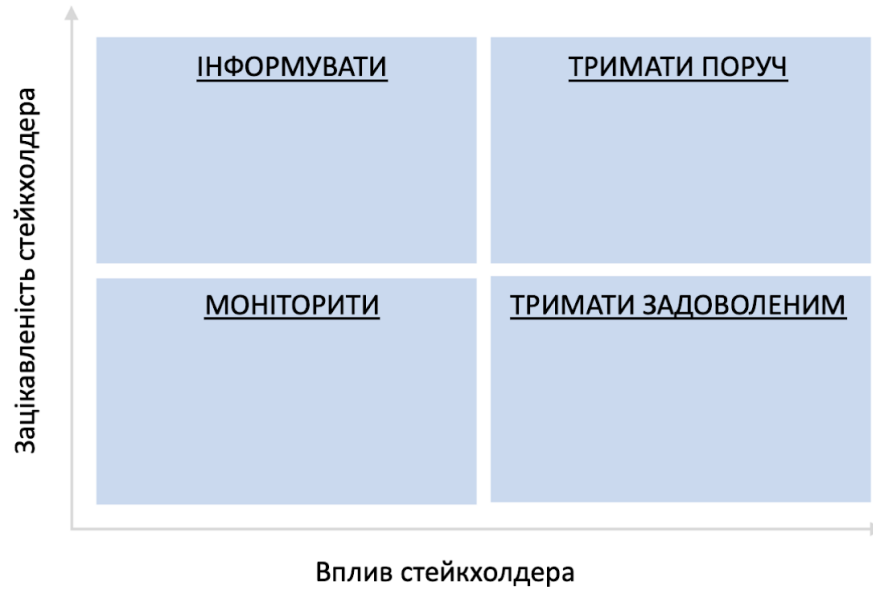 ІНФОРМУВАТИ
ТРИМАТИ ПОРУЧ
МОНІТОРИТИ
ТРИМАТИ ЗАДОВОЛЕНИМ
Зацікавленість стейкхолдера
Вплив стейкхолдера